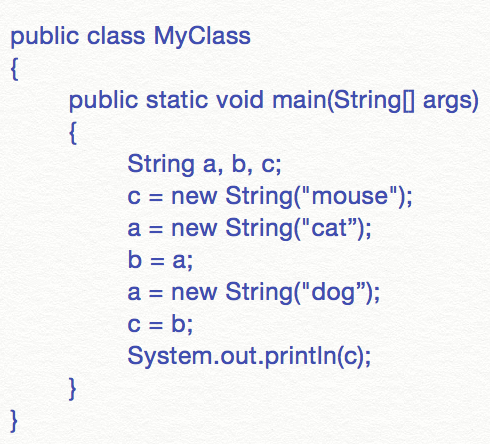 public class MyClass
{
public static void main(String[] args)
{
String a, b, c;
c = new String("mouse");
a = new String("cat”);
b = a;
a = new String("dog”);
c = b;
System.out.println(c);
}
}